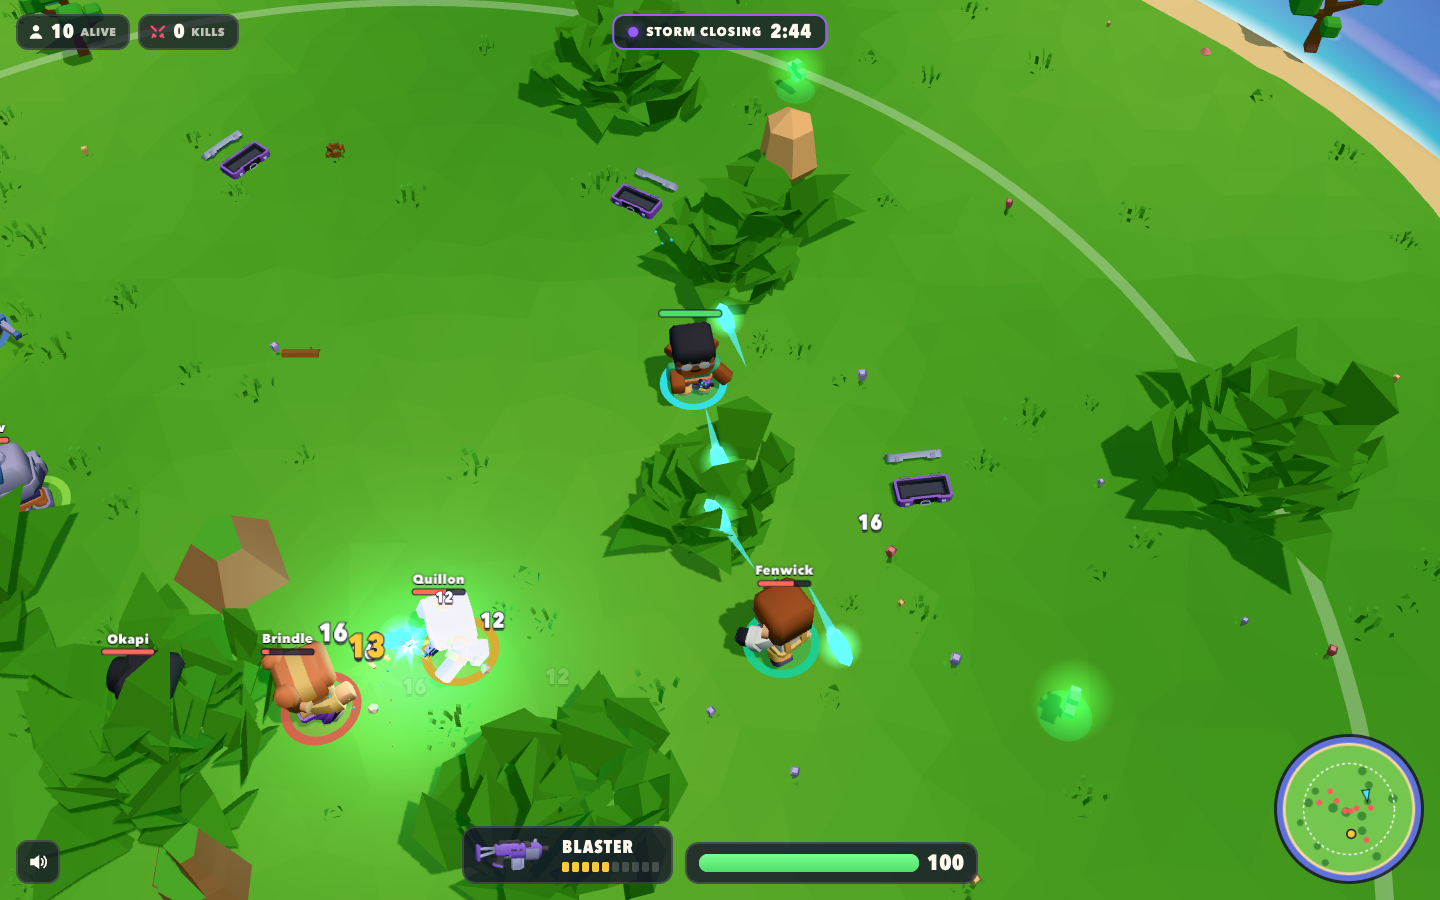 10 ALIVE
0 KILLS
STORM CLOSING 2:44
16
Fenwick
Quillon
12
12
Okapi
Brindle
16
13
16
12
BLASTER
100